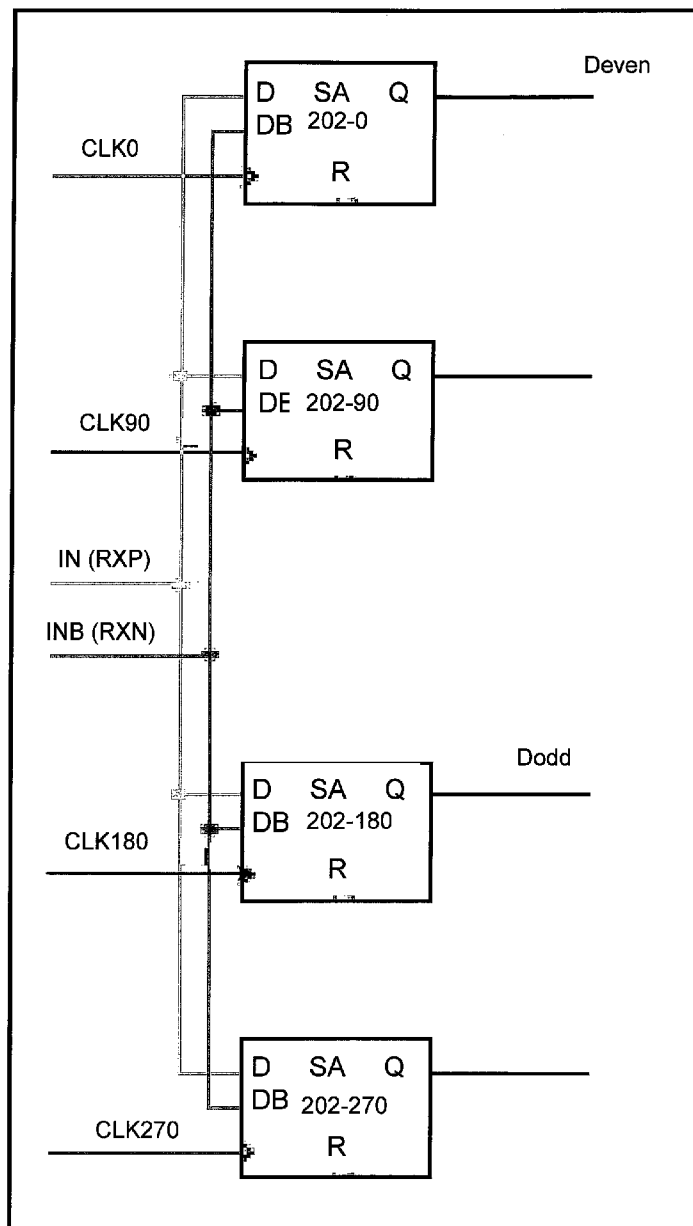 Deven
D SA Q
DB 202-0
CLK0
R
D SA Q
DE 202-90
CLK90
R
IN (RXP)
INB (RXN)
Dodd
D SA Q
DB 202-180
CLK180
R
D SA Q
DB 202-270
CLK270
R